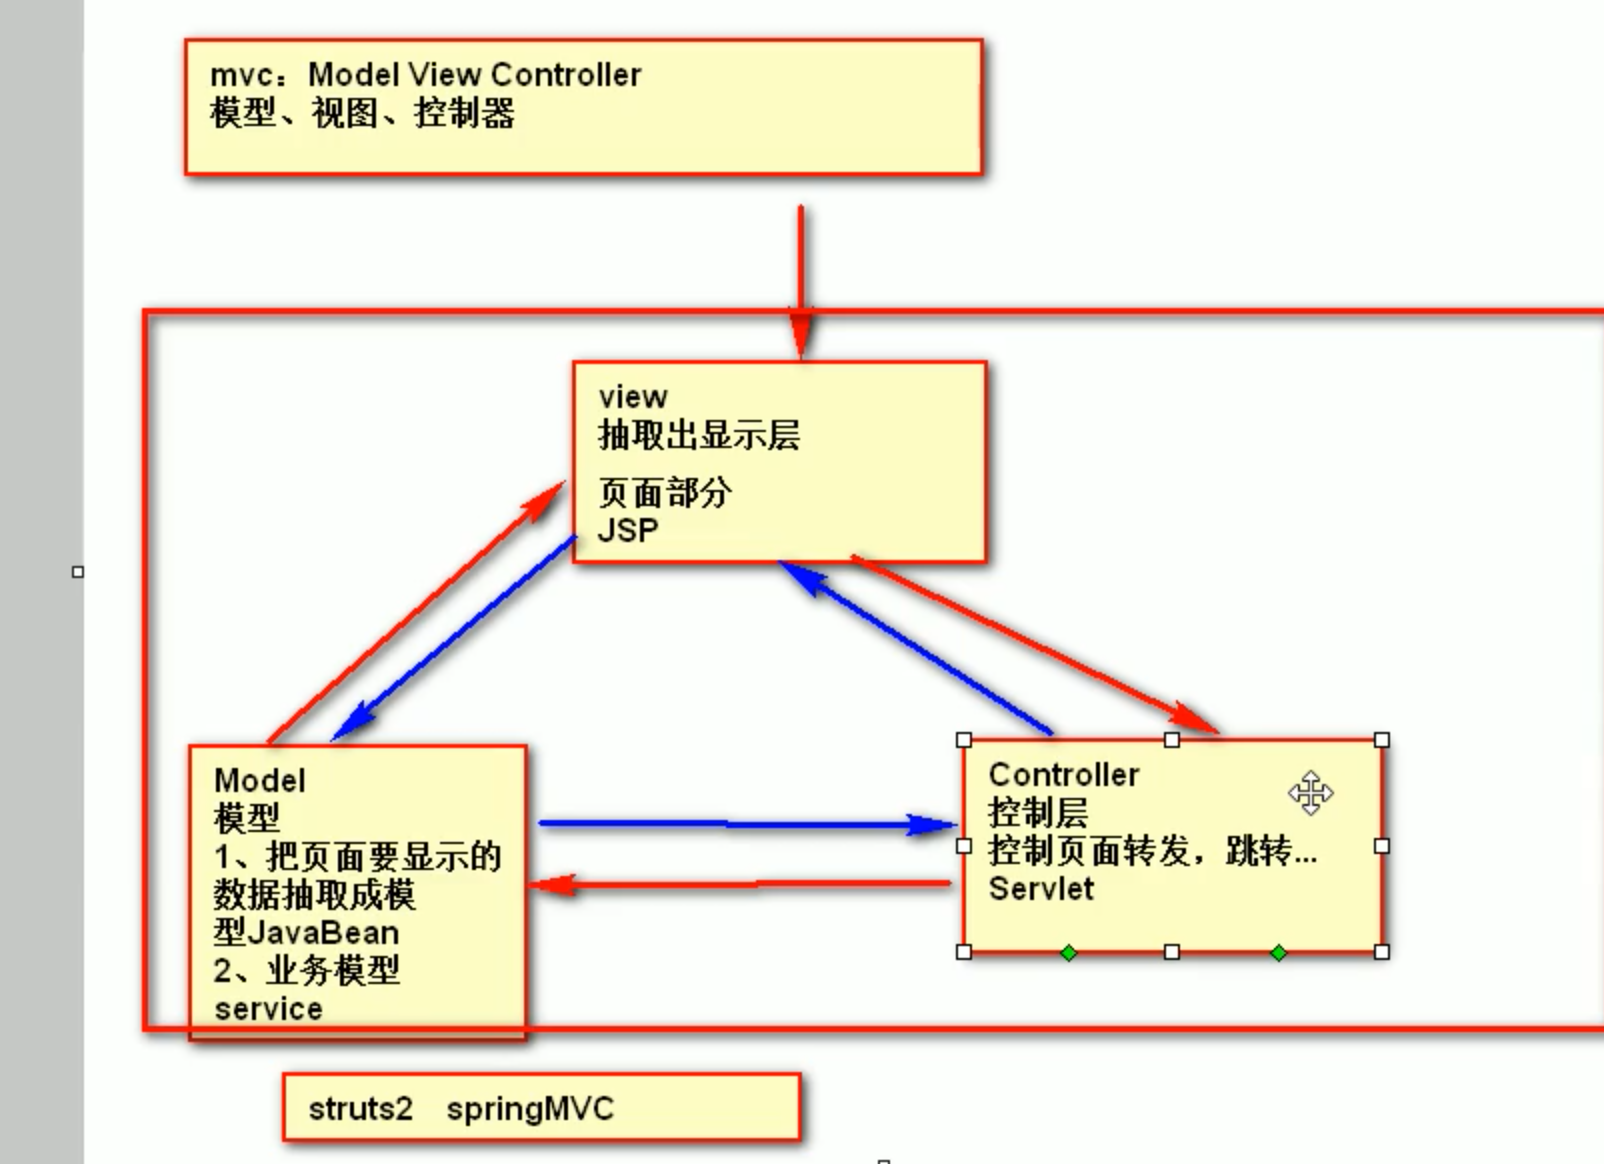 mvc：Model View Controller
模型、视图、控制器
view
抽取出显示层
页面部分
JSP
Model
模型
1、把页面要显示的
数据抽取成模
型JavaBean
2、业务模型
service
Controller
控制层
控制页面转发，跳转...
Servlet
struts2 springMVC